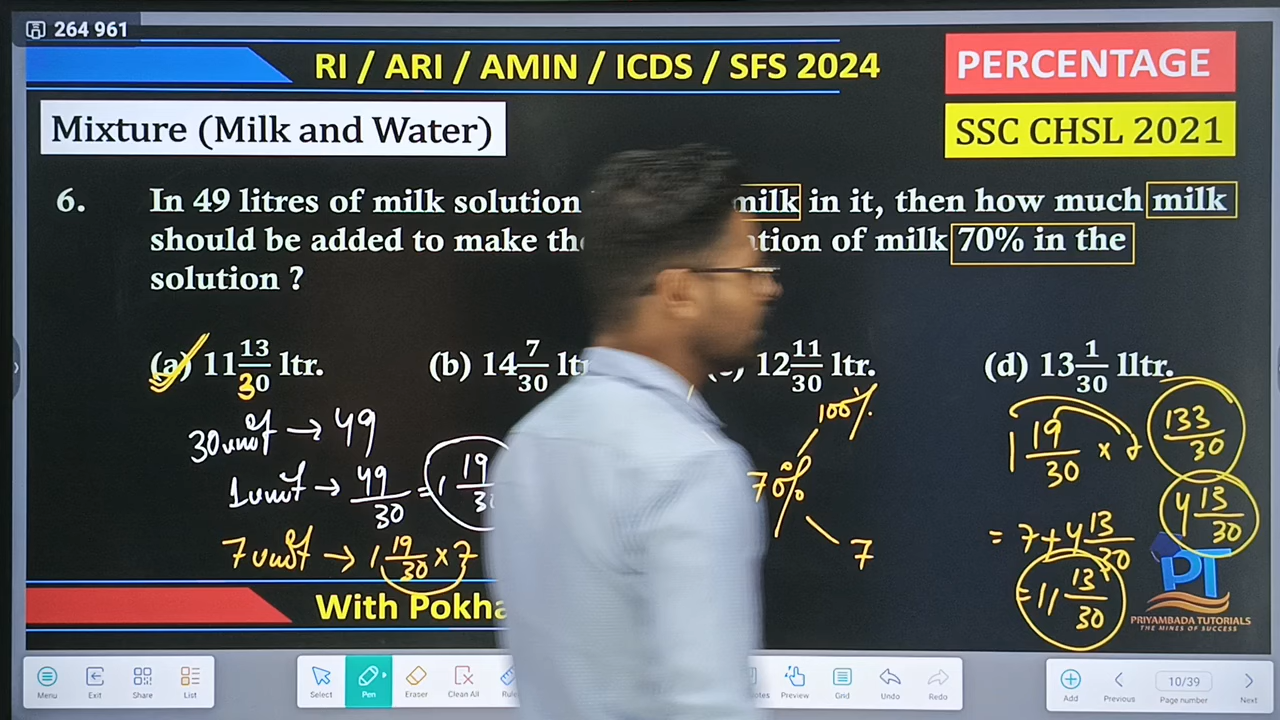 264 961
RI / ARI / AMIN / ICDS / SFS 2024
PERCENTAGE
Mixture (Milk and Water)
SSC CHSL 2021
6. In 49 litres of milk solution milk in it, then how much milk
should be added to make tion of milk 70% in the
solution ?
(a) 11 13/30 ltr. (b) 14 7/30 lt 12 11/30 ltr. (d) 13 1/30 lltr.
30 unit → 49
1 unit → 49/30 = 1 19/3
7 unit → 1 19/30 × 7
100%
70%
7
1 19/30 × 7
133/30
4 13/30
= 7 + 4 13/30
= 11 13/30
With Pokha
PT
PRIYAMBADA TUTORIALS
THE MINES OF SUCCESS
Menu Exit Share List Select Pen Eraser Clean All Preview Grid Undo Redo Add Previous 10/39 Page number Next